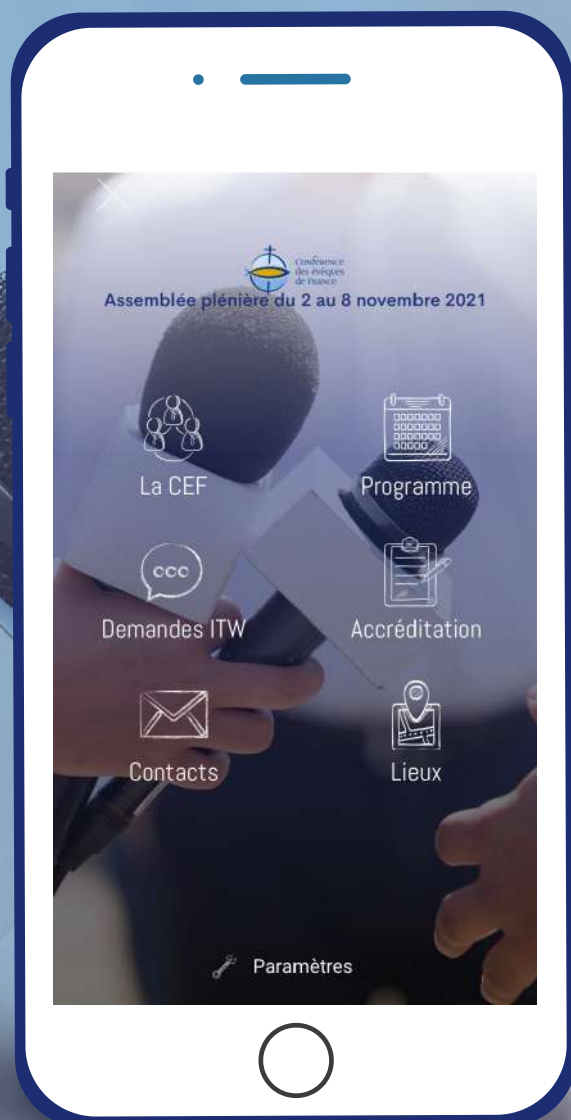 Conférence
des évêques
de France
Assemblée plénière du 2 au 8 novembre 2021
La CEF
Programme
Demandes ITW
Accréditation
Contacts
Lieux
Paramètres